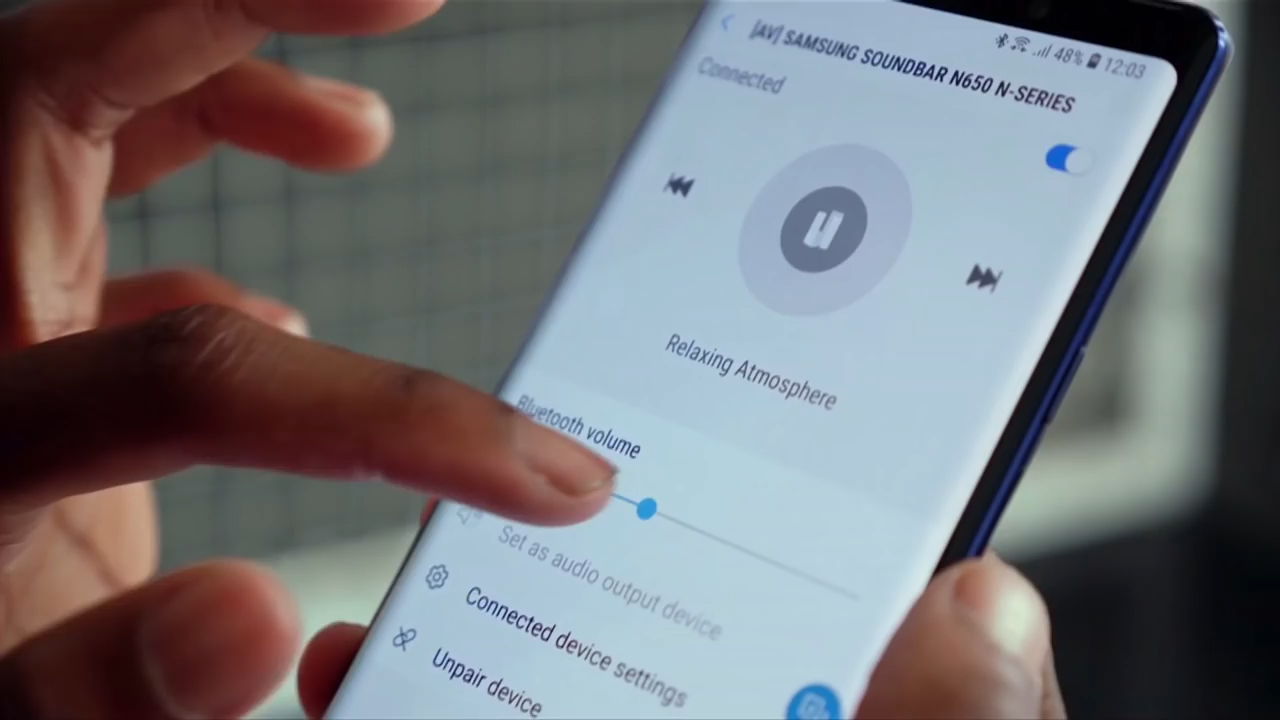 48% 12:03
[AV] SAMSUNG SOUNDBAR N650 N-SERIES
Connected
Relaxing Atmosphere
Bluetooth volume
Set as audio output device
Connected device settings
Unpair device